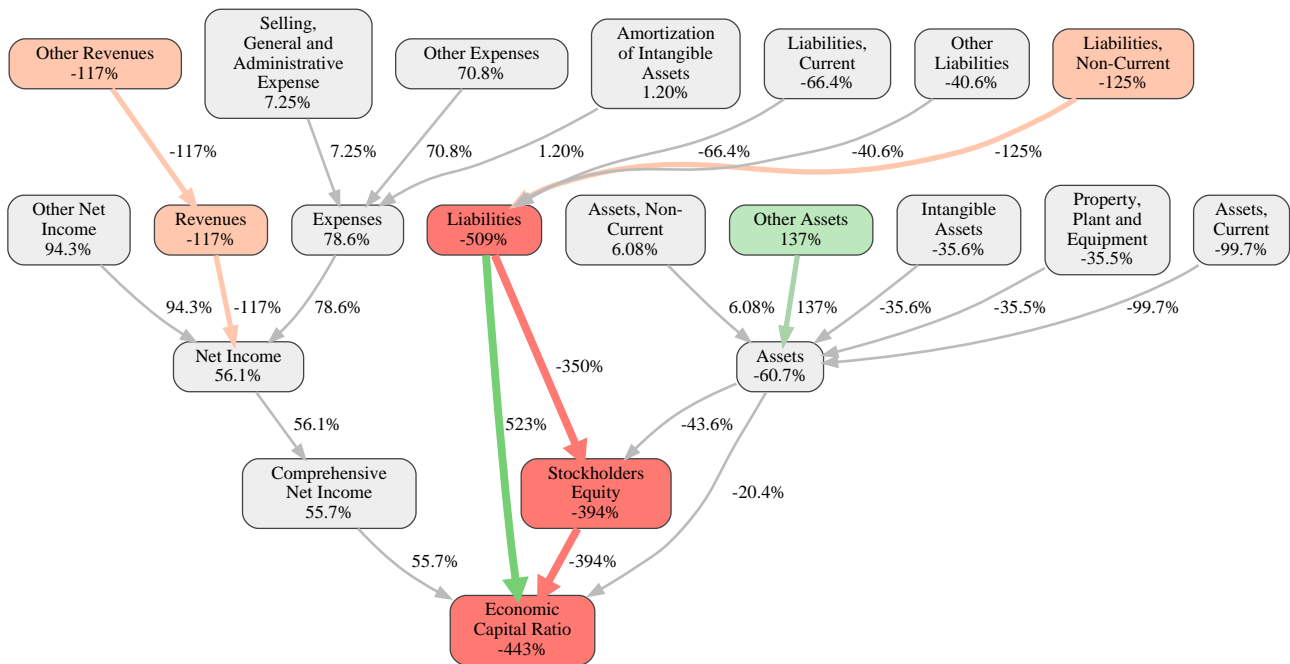 Other Revenues
-117%
Selling,
General and
Administrative
Expense
7.25%
Other Expenses
70.8%
Amortization
of Intangible
Assets
1.20%
Liabilities,
Current
-66.4%
Other
Liabilities
-40.6%
Liabilities,
Non-Current
-125%
-117%
7.25%
70.8%
1.20%
-66.4%
-40.6%
-125%
Other Net
Income
94.3%
Revenues
-117%
Expenses
78.6%
Liabilities
-509%
Assets, Non-
Current
6.08%
Other Assets
137%
Intangible
Assets
-35.6%
Property,
Plant and
Equipment
-35.5%
Assets,
Current
-99.7%
94.3%
-117%
78.6%
6.08%
137%
-35.6%
-35.5%
-99.7%
Net Income
56.1%
Assets
-60.7%
-350%
56.1%
523%
-43.6%
Comprehensive
Net Income
55.7%
Stockholders
Equity
-394%
-20.4%
55.7%
-394%
Economic
Capital Ratio
-443%